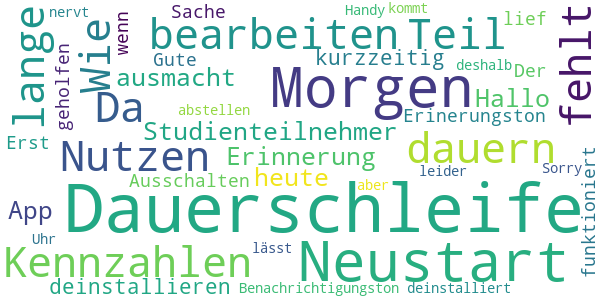 nervt Sache Handy kommt
lange Wie wenn bearbeiten Teil lief fehlt
geholfen Gute kurzzeitig deshalb Der
ausmacht Morgen Hallo
Da abstellen Erinerungston
Erst Studienteilnehmer dauern
Nutzen Erinnerung leider Sorry
Ausschalten heute aber funktioniert
App Dauerschleife
Uhr lässt Neustart
Kennzahlen
deinstallieren Benachrichtigungston deinstalliert